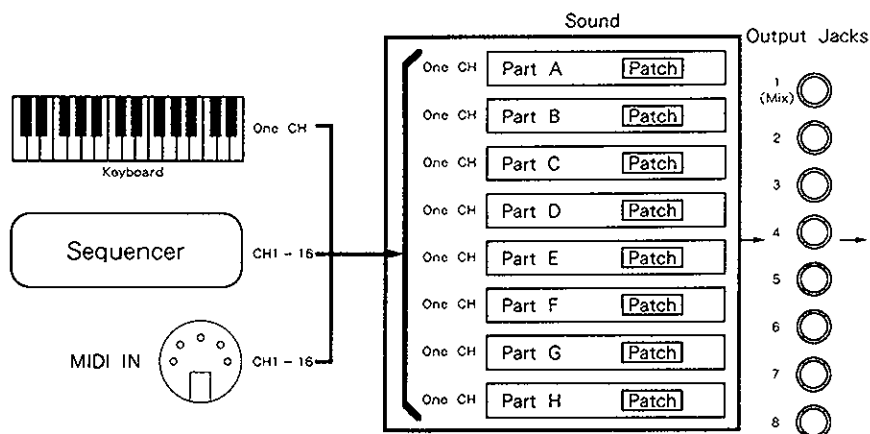 Sound
Output Jacks
Keyboard
One CH
Sequencer
CH1 - 16
MIDI IN
CH1 - 16
One CH Part A Patch
One CH Part B Patch
One CH Part C Patch
One CH Part D Patch
One CH Part E Patch
One CH Part F Patch
One CH Part G Patch
One CH Part H Patch
1
(Mix)
2
3
4
5
6
7
8